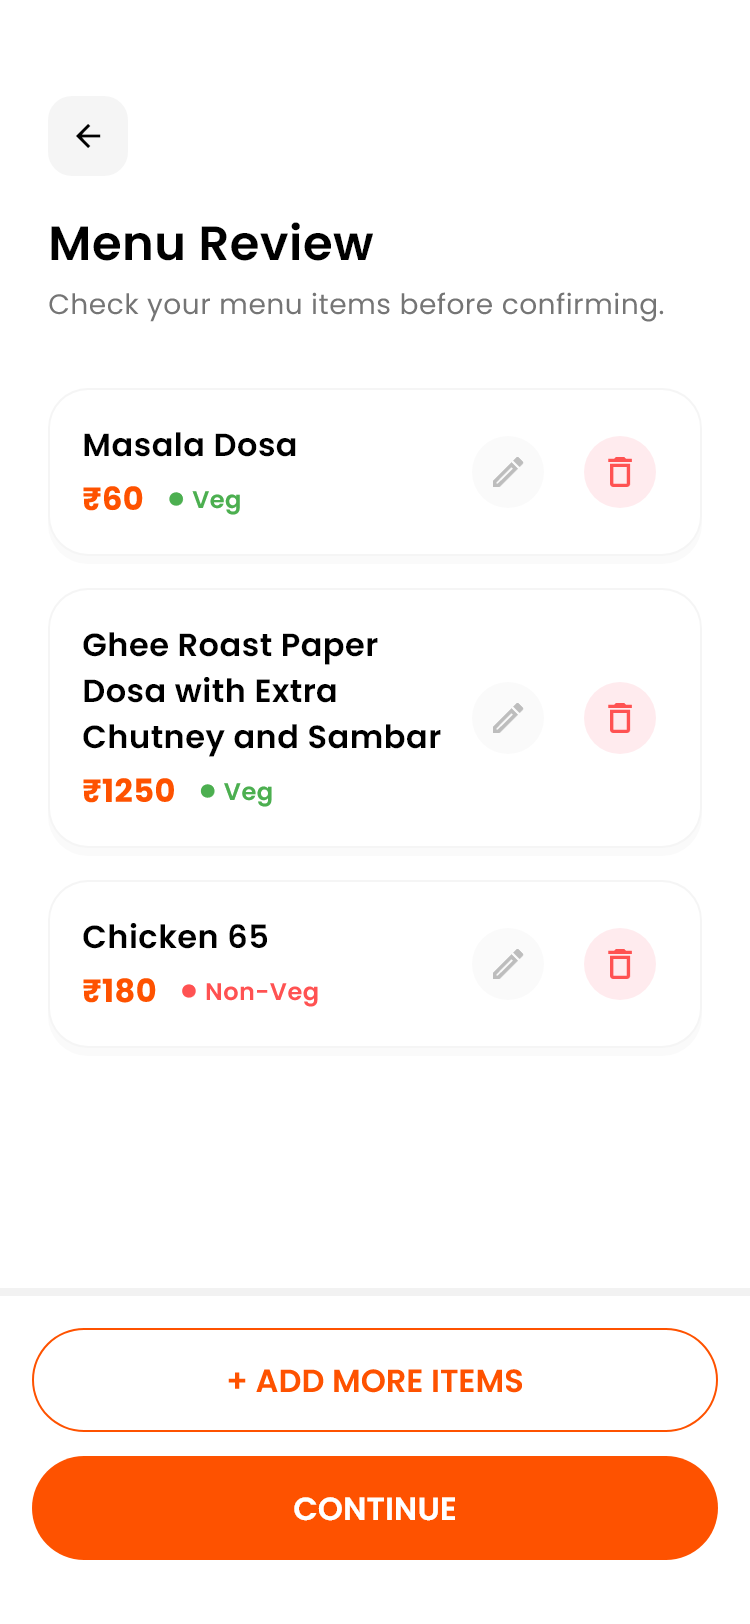 Menu Review
Check your menu items before confirming.
Masala Dosa
₹60 Veg
Ghee Roast Paper
Dosa with Extra
Chutney and Sambar
₹1250 Veg
Chicken 65
₹180 Non-Veg
+ ADD MORE ITEMS
CONTINUE